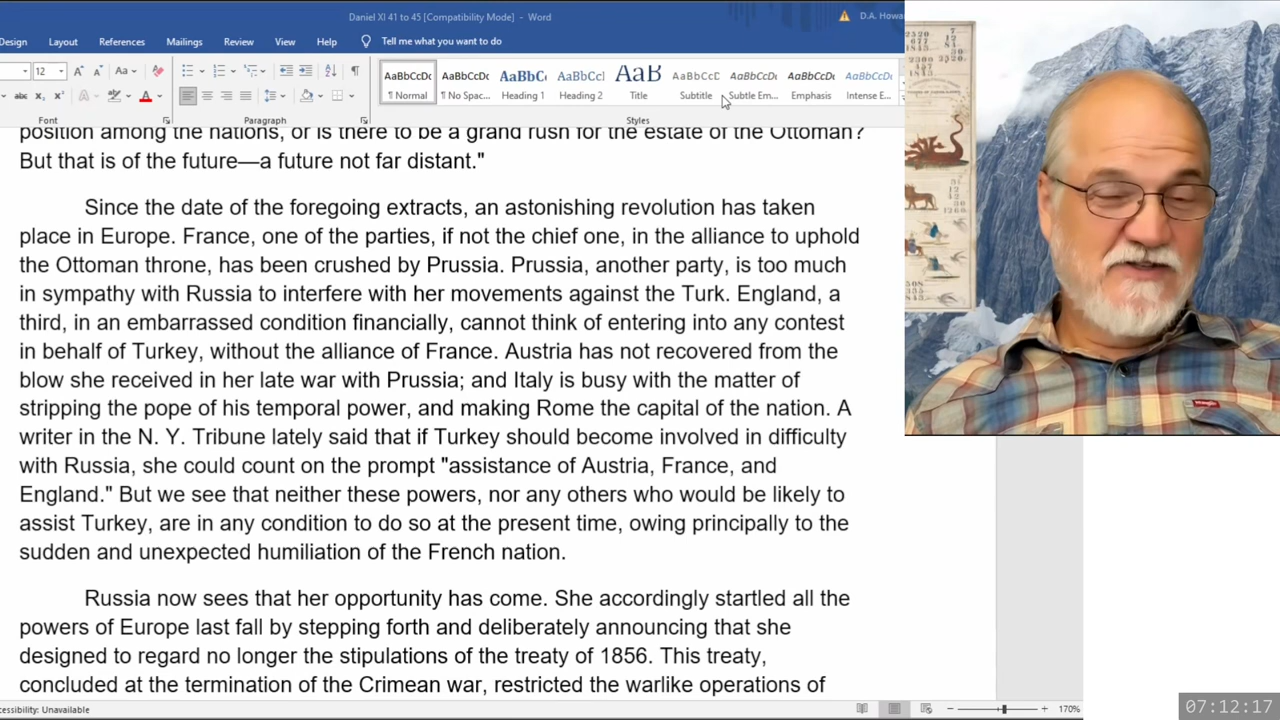 Daniel XI 41 to 45 [Compatibility Mode] - Word
D.A. Howa
Design Layout References Mailings Review View Help Tell me what you want to do
12 Aa
AaBbCcDc AaBbCcDc AaBbC AaBbCcl AaB AaBbCcD AaBbCcDc AaBbCcDc AaBbCcDc
¶ Normal ¶ No Spac... Heading 1 Heading 2 Title Subtitle Subtle Em... Emphasis Intense E...
Font Paragraph Styles
position among the nations, or is there to be a grand rush for the estate of the Ottoman?
But that is of the future—a future not far distant."
Since the date of the foregoing extracts, an astonishing revolution has taken
place in Europe. France, one of the parties, if not the chief one, in the alliance to uphold
the Ottoman throne, has been crushed by Prussia. Prussia, another party, is too much
in sympathy with Russia to interfere with her movements against the Turk. England, a
third, in an embarrassed condition financially, cannot think of entering into any contest
in behalf of Turkey, without the alliance of France. Austria has not recovered from the
blow she received in her late war with Prussia; and Italy is busy with the matter of
stripping the pope of his temporal power, and making Rome the capital of the nation. A
writer in the N. Y. Tribune lately said that if Turkey should become involved in difficulty
with Russia, she could count on the prompt "assistance of Austria, France, and
England." But we see that neither these powers, nor any others who would be likely to
assist Turkey, are in any condition to do so at the present time, owing principally to the
sudden and unexpected humiliation of the French nation.
Russia now sees that her opportunity has come. She accordingly startled all the
powers of Europe last fall by stepping forth and deliberately announcing that she
designed to regard no longer the stipulations of the treaty of 1856. This treaty,
concluded at the termination of the Crimean war, restricted the warlike operations of
cessibility: Unavailable
170%
07:12:17